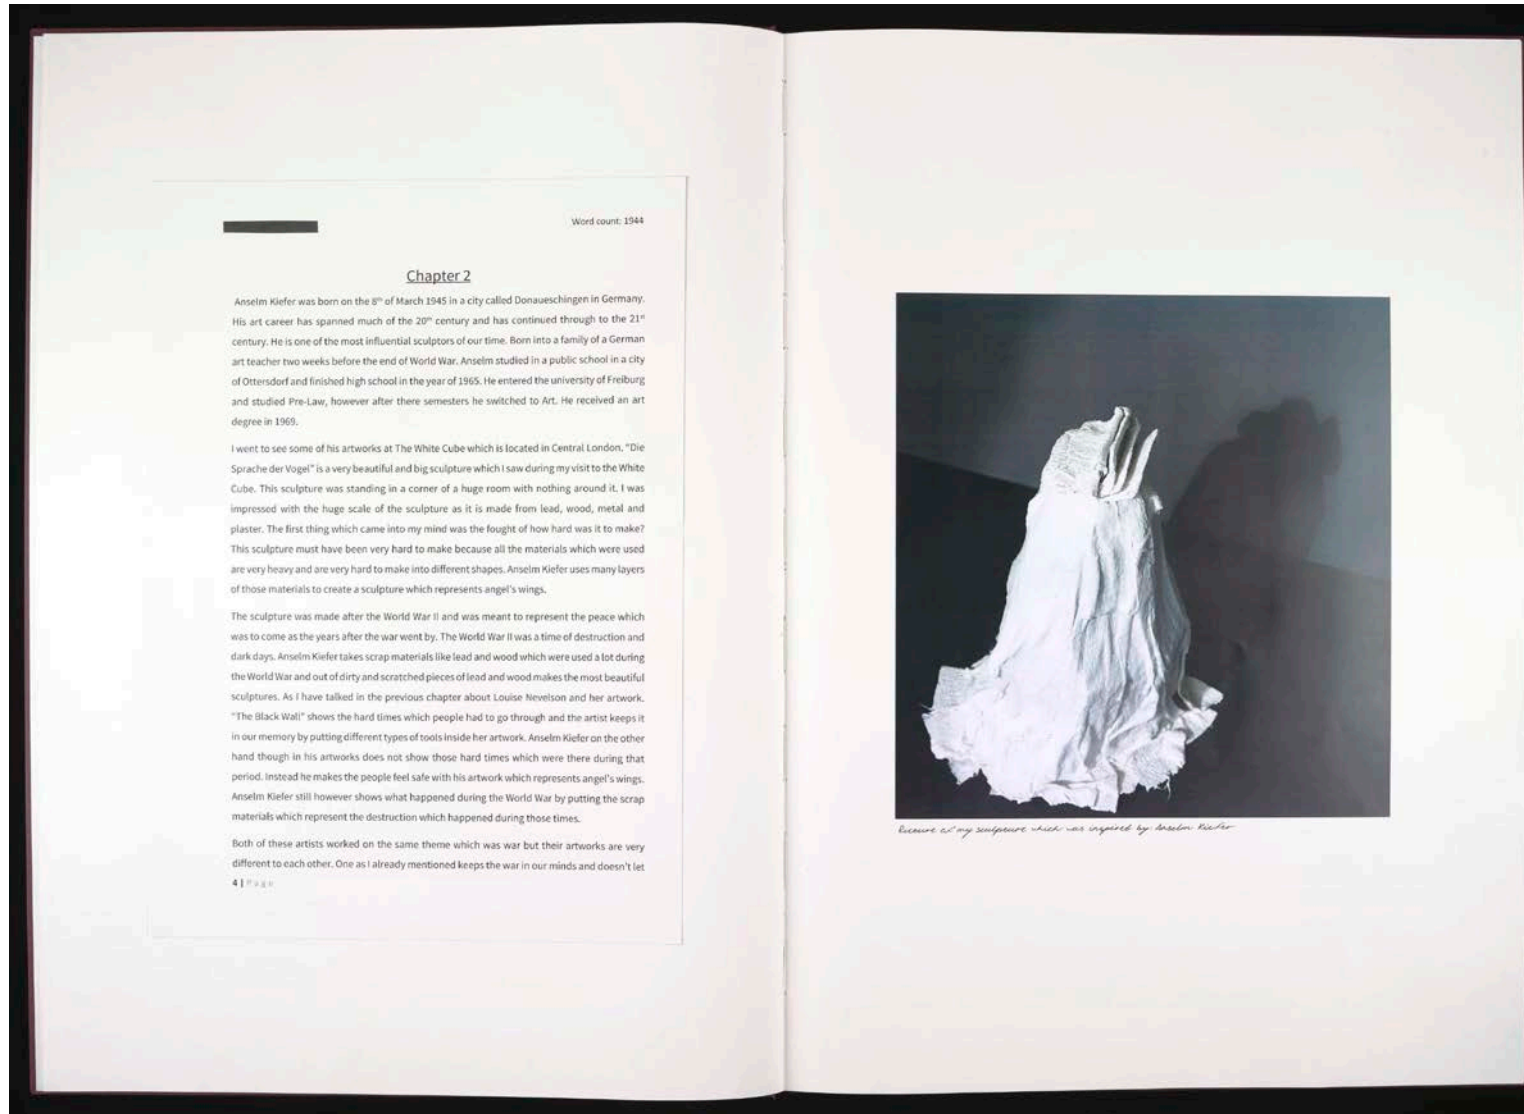 Word count: 1944
Chapter 2
Anselm Kiefer was born on the 8th of March 1945 in a city called Donaueschingen in Germany.
His art career has spanned much of the 20th century and has continued through to the 21st
century. He is one of the most influential sculptors of our time. Born into a family of a German
art teacher two weeks before the end of World War. Anselm studied in a public school in a city
of Ottersdorf and finished high school in the year of 1965. He entered the university of Freiburg
and studied Pre-Law, however after there semesters he switched to Art. He received an art
degree in 1969.
I went to see some of his artworks at The White Cube which is located in Central London. "Die
Sprache der Vogel" is a very beautiful and big sculpture which I saw during my visit to the White
Cube. This sculpture was standing in a corner of a huge room with nothing around it. I was
impressed with the huge scale of the sculpture as it is made from lead, wood, metal and
plaster. The first thing which came into my mind was the fought of how hard was it to make?
This sculpture must have been very hard to make because all the materials which were used
are very heavy and are very hard to make into different shapes. Anselm Kiefer uses many layers
of those materials to create a sculpture which represents angel's wings.
The sculpture was made after the World War II and was meant to represent the peace which
was to come as the years after the war went by. The World War II was a time of destruction and
dark days. Anselm Kiefer takes scrap materials like lead and wood which were used a lot during
the World War and out of dirty and scratched pieces of lead and wood makes the most beautiful
sculptures. As I have talked in the previous chapter about Louise Nevelson and her artwork.
"The Black Wall" shows the hard times which people had to go through and the artist keeps it
in our memory by putting different types of tools inside her artwork. Anselm Kiefer on the other
hand though in his artworks does not show those hard times which were there during that
period. Instead he makes the people feel safe with his artwork which represents angel's wings.
Anselm Kiefer still however shows what happened during the World War by putting the scrap
materials which represent the destruction which happened during those times.
Both of these artists worked on the same theme which was war but their artworks are very
different to each other. One as I already mentioned keeps the war in our minds and doesn't let
4 | Page
Picture of my sculpture which was inspired by Anselm Kiefer